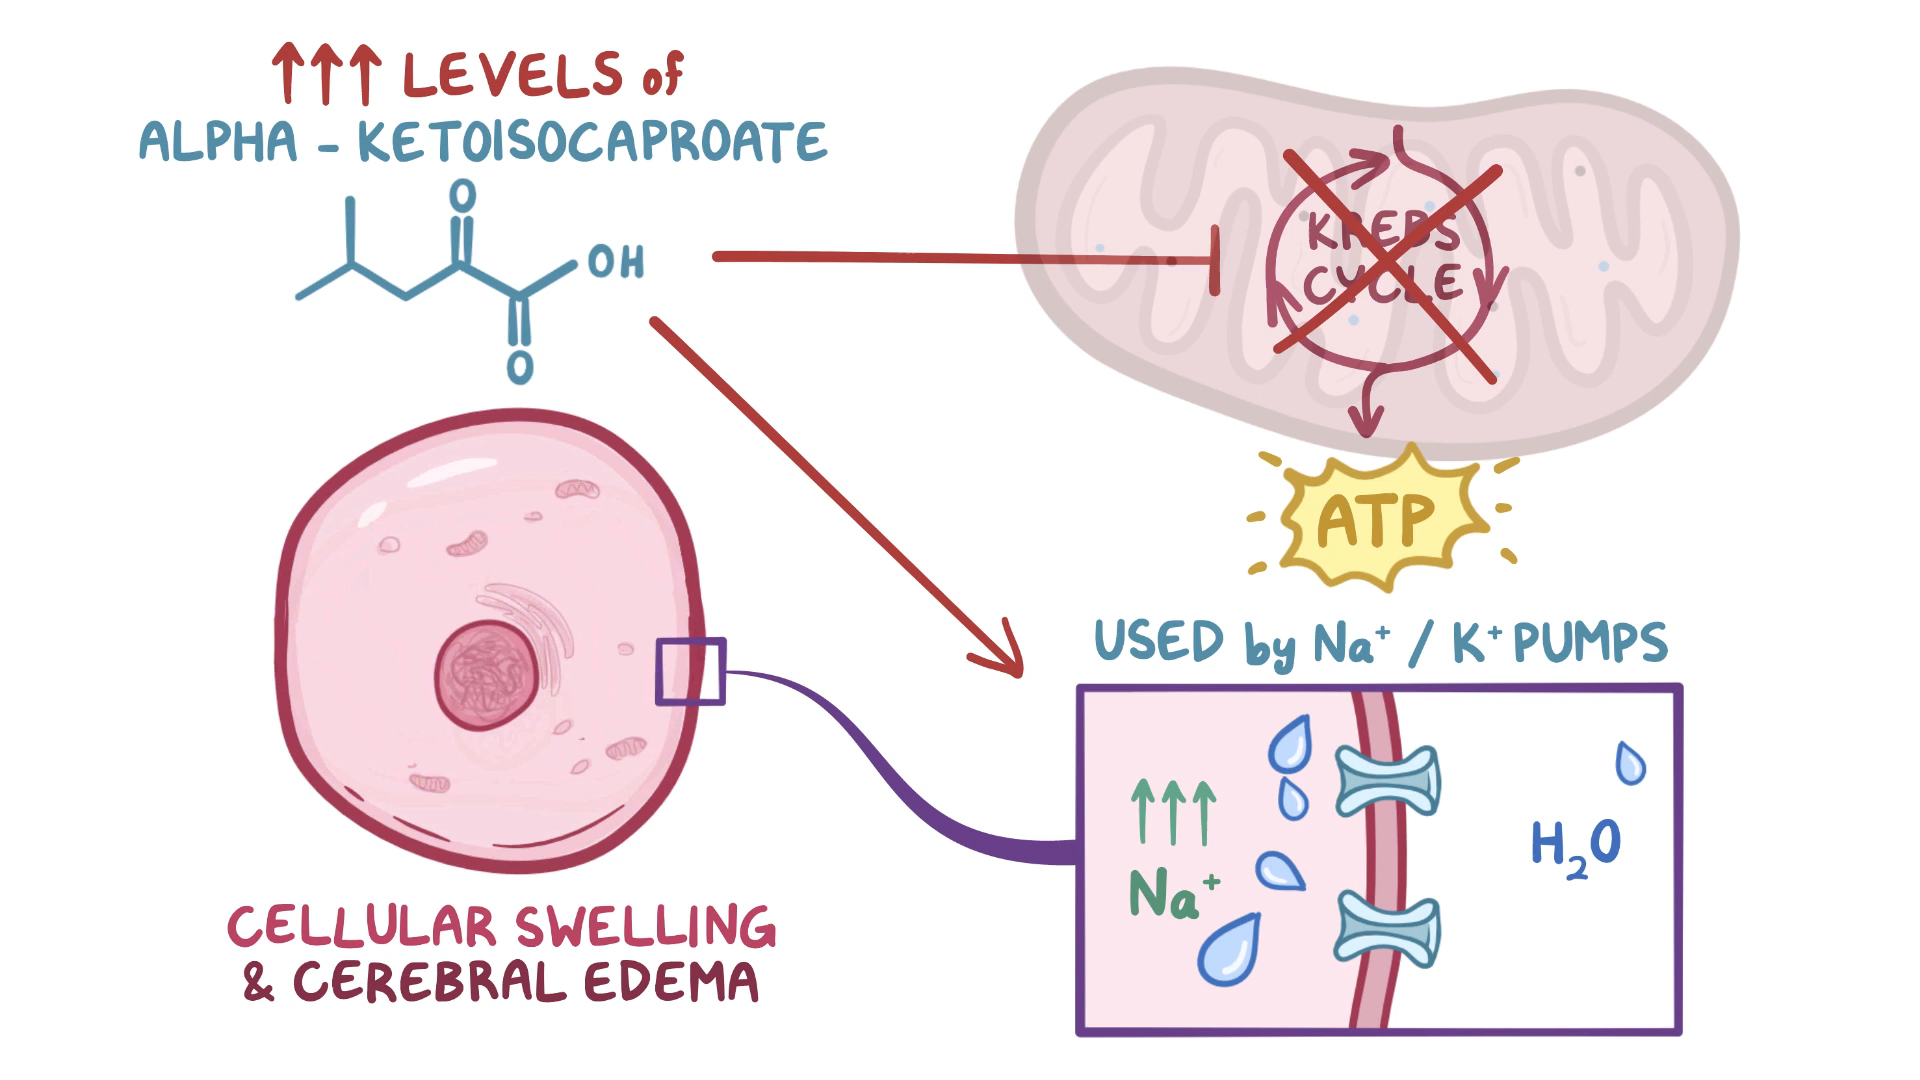 ↑↑↑ LEVELS of
ALPHA - KETOISOCAPROATE
O
OH
O
KREBS
CYCLE
ATP
USED by Na⁺ / K⁺ PUMPS
↑↑↑
Na⁺
H₂O
CELLULAR SWELLING
& CEREBRAL EDEMA